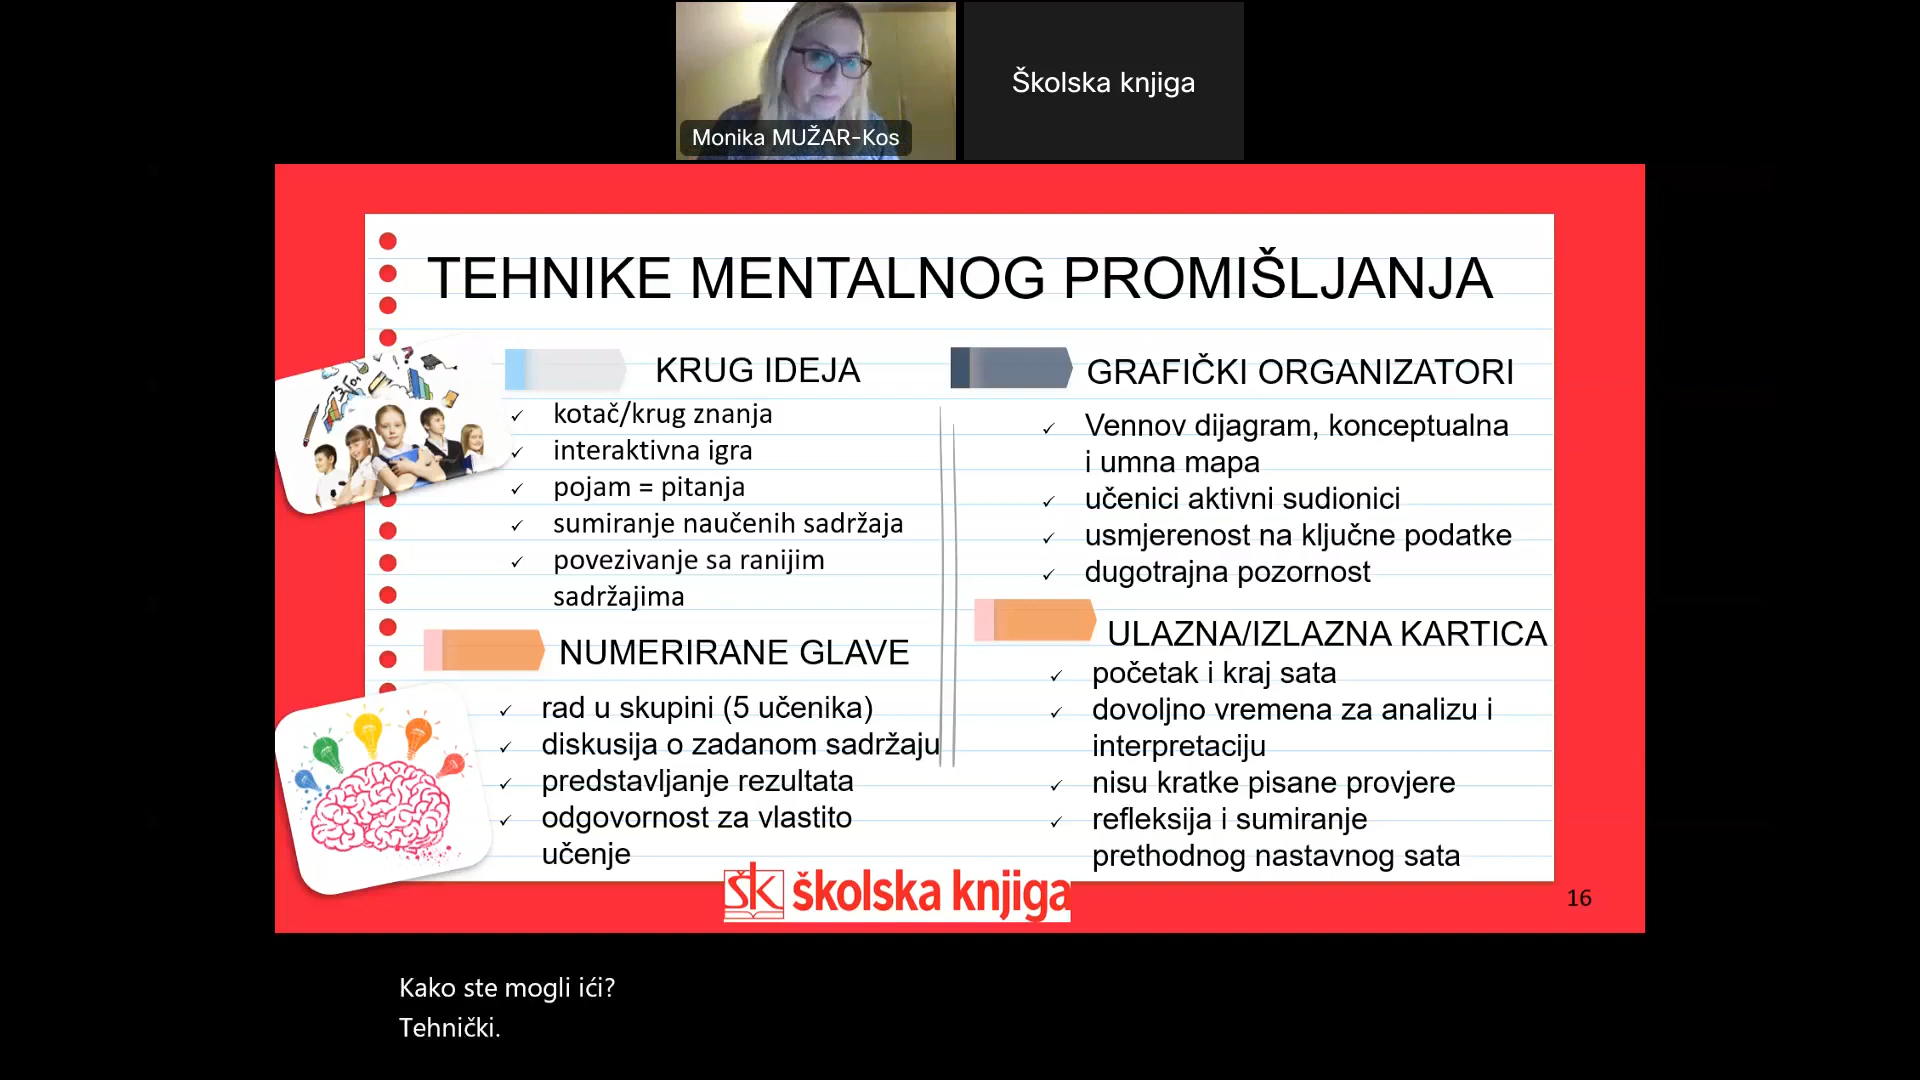 Školska knjiga
Monika MUŽAR-Kos
TEHNIKE MENTALNOG PROMIŠLJANJA
KRUG IDEJA
kotač/krug znanja
interaktivna igra
pojam = pitanja
sumiranje naučenih sadržaja
povezivanje sa ranijim
sadržajima
NUMERIRANE GLAVE
rad u skupini (5 učenika)
diskusija o zadanom sadržaju
predstavljanje rezultata
odgovornost za vlastito
učenje
GRAFIČKI ORGANIZATORI
Vennov dijagram, konceptualna
i umna mapa
učenici aktivni sudionici
usmjerenost na ključne podatke
dugotrajna pozornost
ULAZNA/IZLAZNA KARTICA
početak i kraj sata
dovoljno vremena za analizu i
interpretaciju
nisu kratke pisane provjere
refleksija i sumiranje
prethodnog nastavnog sata
šk školska knjiga
16
Kako ste mogli ići?
Tehnički.